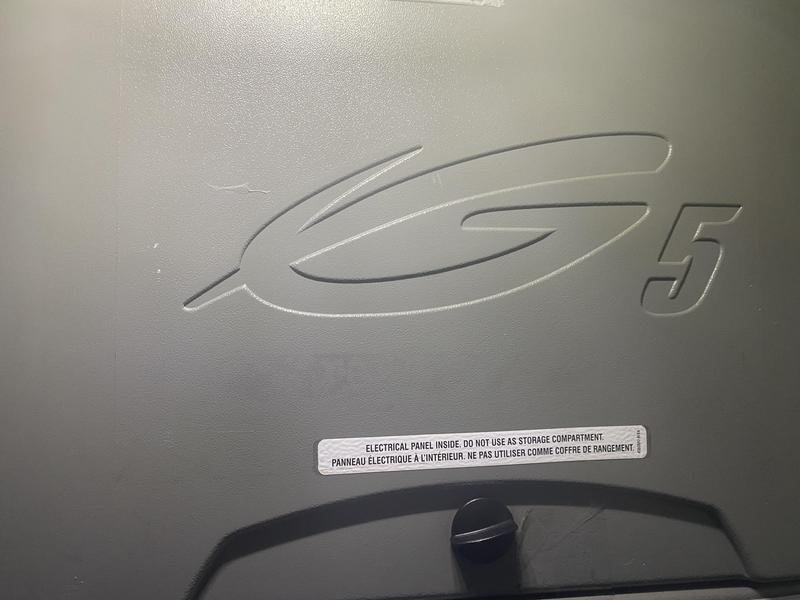 G5
ELECTRICAL PANEL INSIDE. DO NOT USE AS STORAGE COMPARTMENT.
PANNEAU ÉLECTRIQUE À L'INTÉRIEUR. NE PAS UTILISER COMME COFFRE DE RANGEMENT.